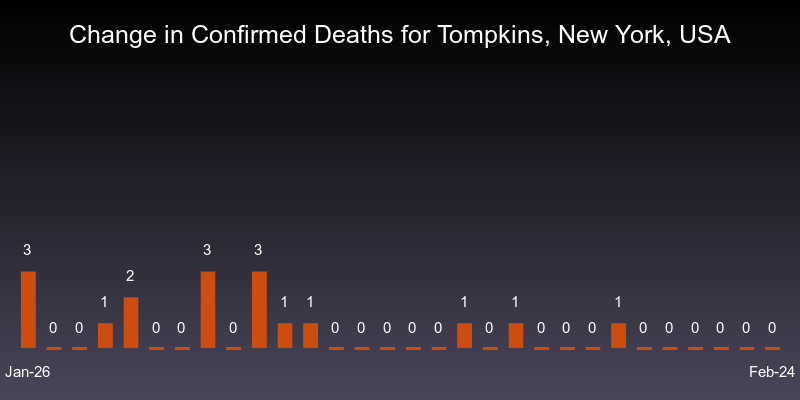 Change in Confirmed Deaths for Tompkins, New York, USA
3 0 0 1 2 0 0 3 0 3 1 1 0 0 0 0 0 1 0 1 0 0 0 1 0 0 0 0 0 0
Jan-26 Feb-24